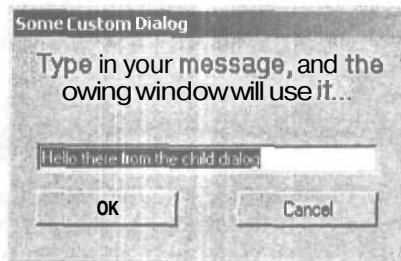 Some Custom Dialog
Type in your message, and the
owing window will use it...
Hello there from the child dialog
OK
Cancel